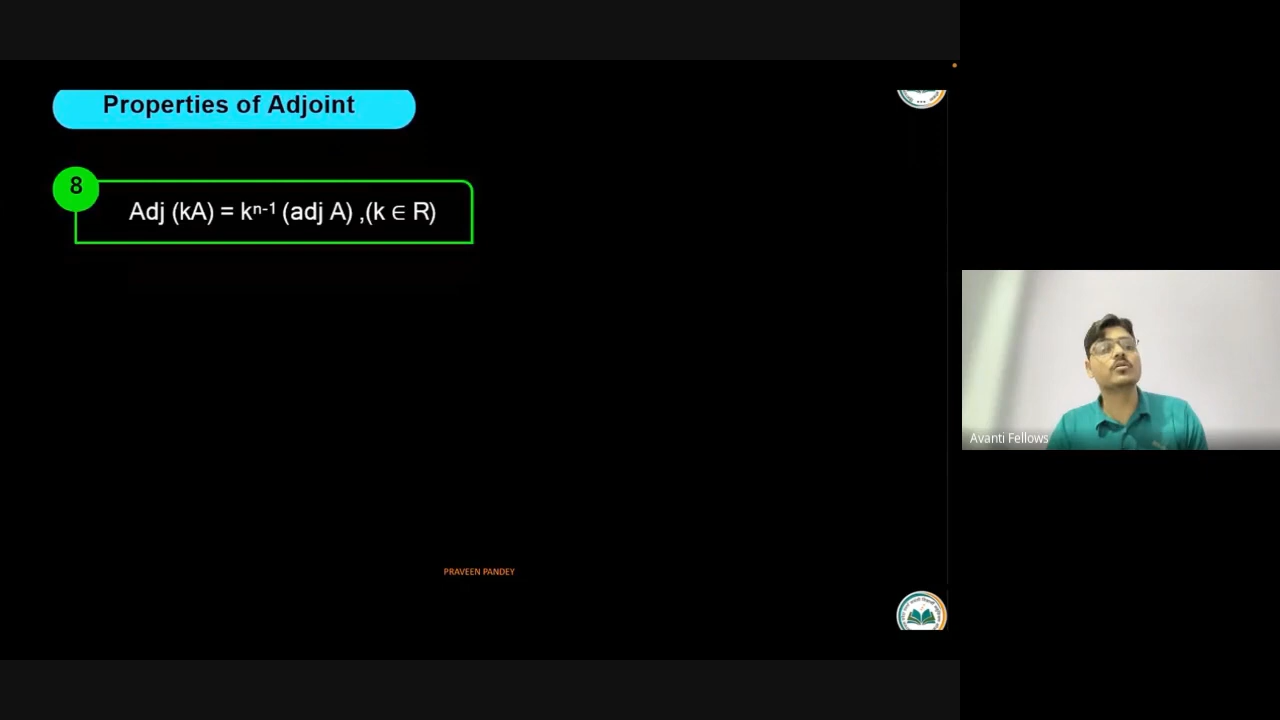 Properties of Adjoint
8
Adj (kA) = kⁿ⁻¹ (adj A) ,(k ∈ R)
Avanti Fellows
PRAVEEN PANDEY